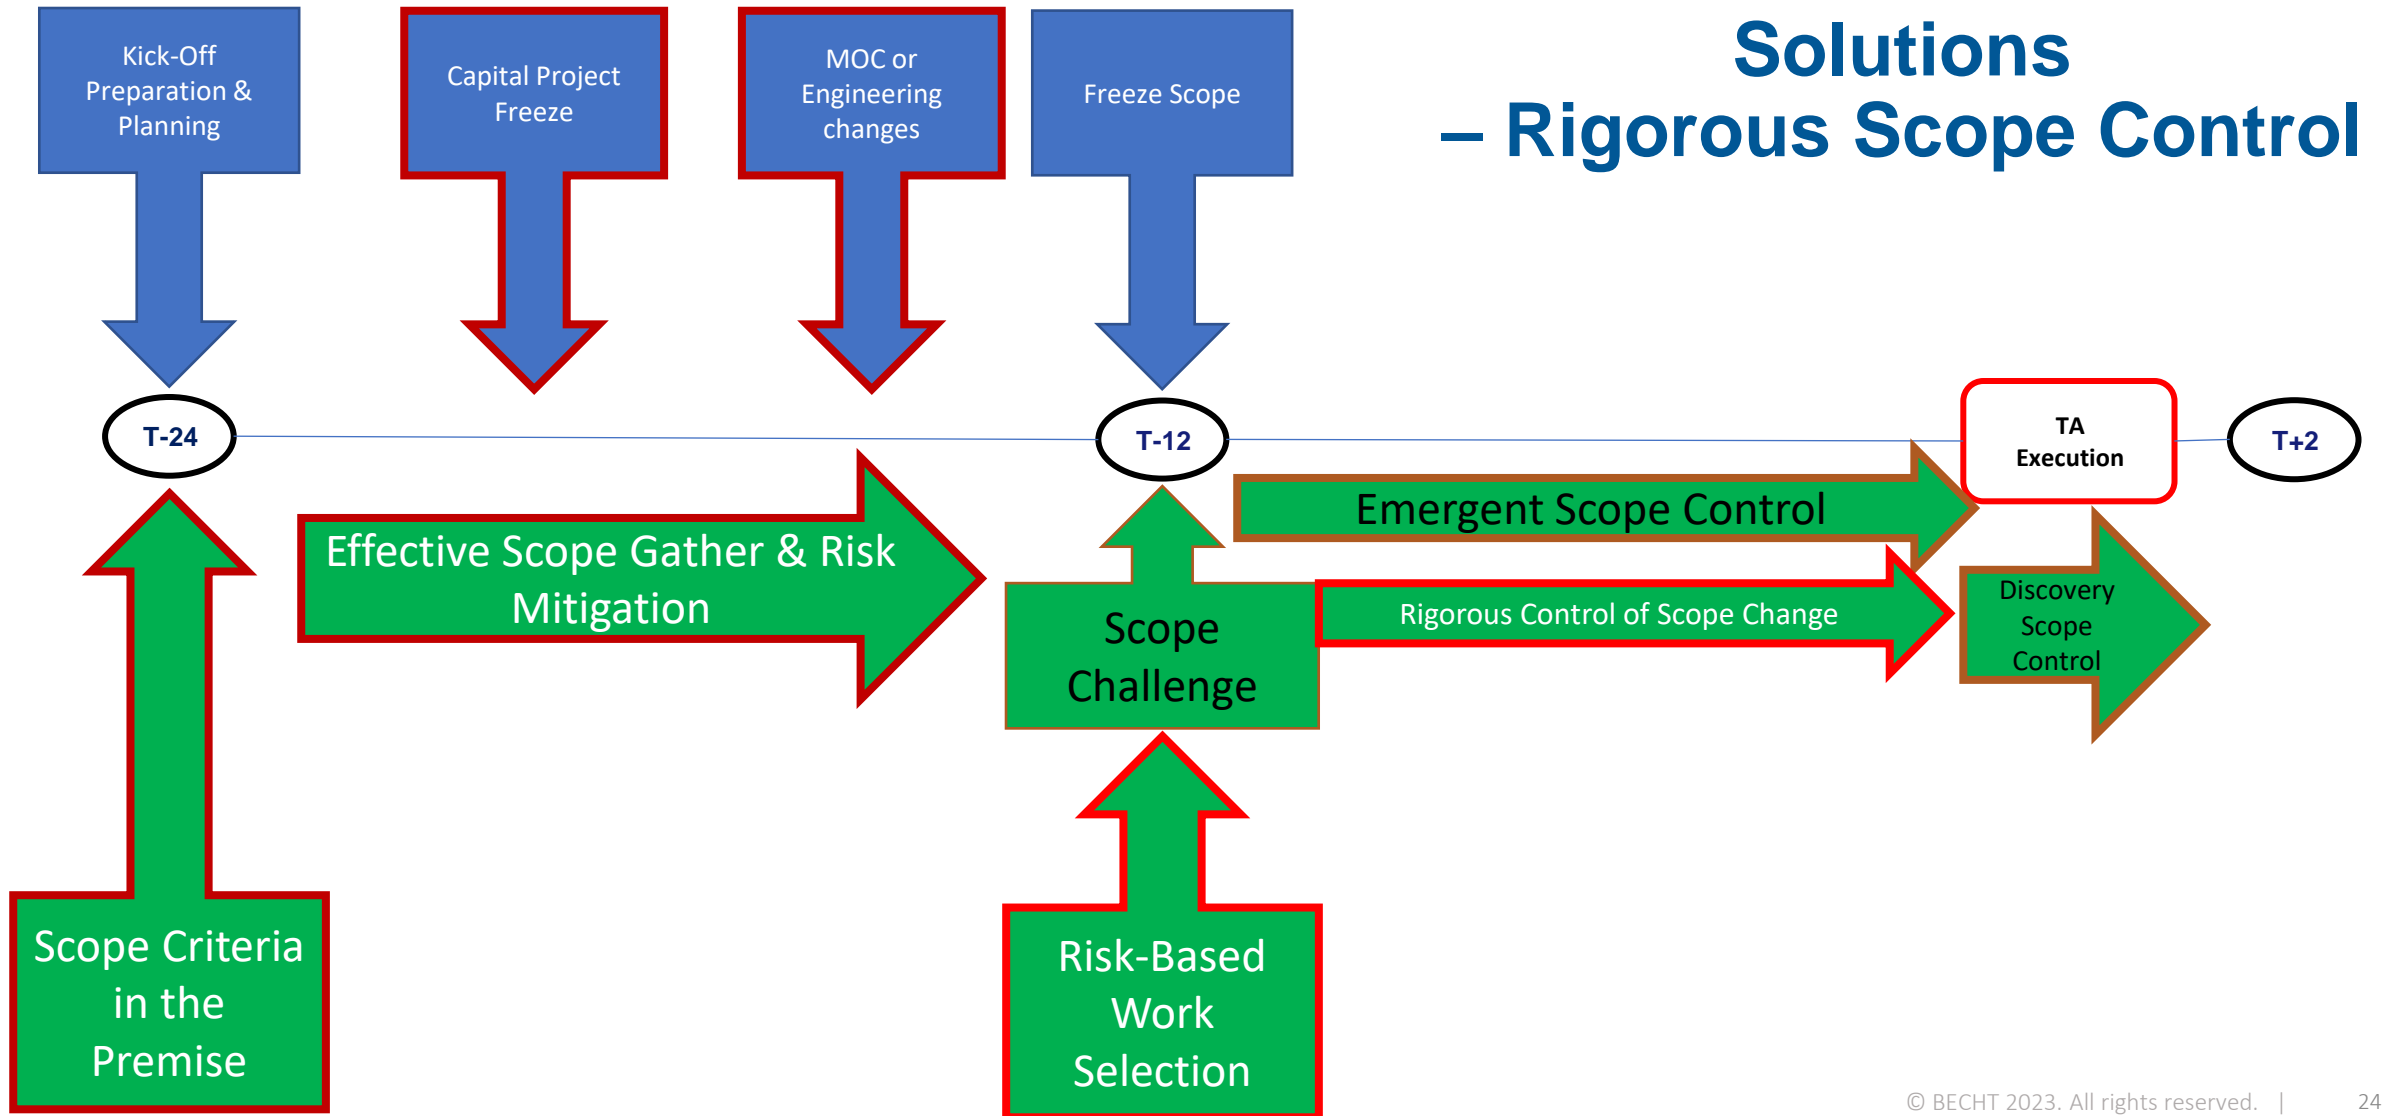 Solutions
– Rigorous Scope Control
Kick-Off
Preparation &
Planning
Capital Project
Freeze
MOC or
Engineering
changes
Freeze Scope
T-24
T-12
TA
Execution
T+2
Effective Scope Gather & Risk
Mitigation
Emergent Scope Control
Rigorous Control of Scope Change
Discovery
Scope
Control
Scope
Challenge
Scope Criteria
in the
Premise
Risk-Based
Work
Selection
© BECHT 2023. All rights reserved. | 24